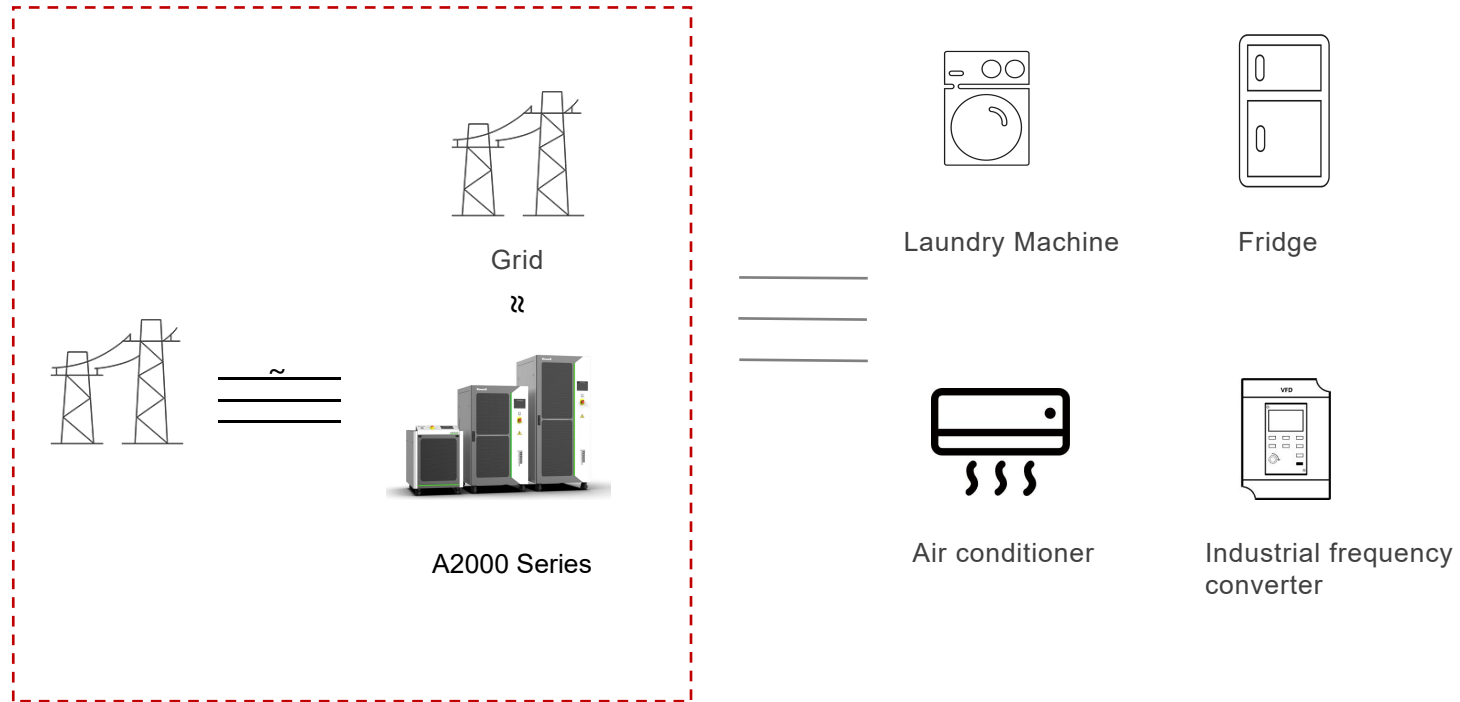 Laundry Machine
Fridge
Grid
≈
~
VFD
A2000 Series
Air conditioner
Industrial frequency
converter